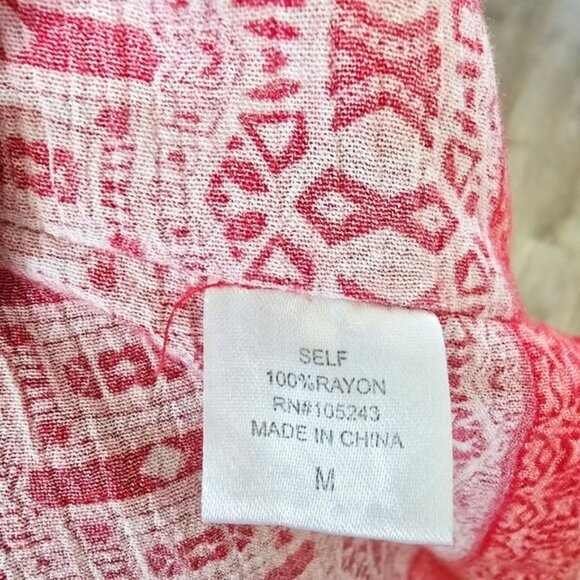 SELF
100%RAYON
RN#105243
MADE IN CHINA
M